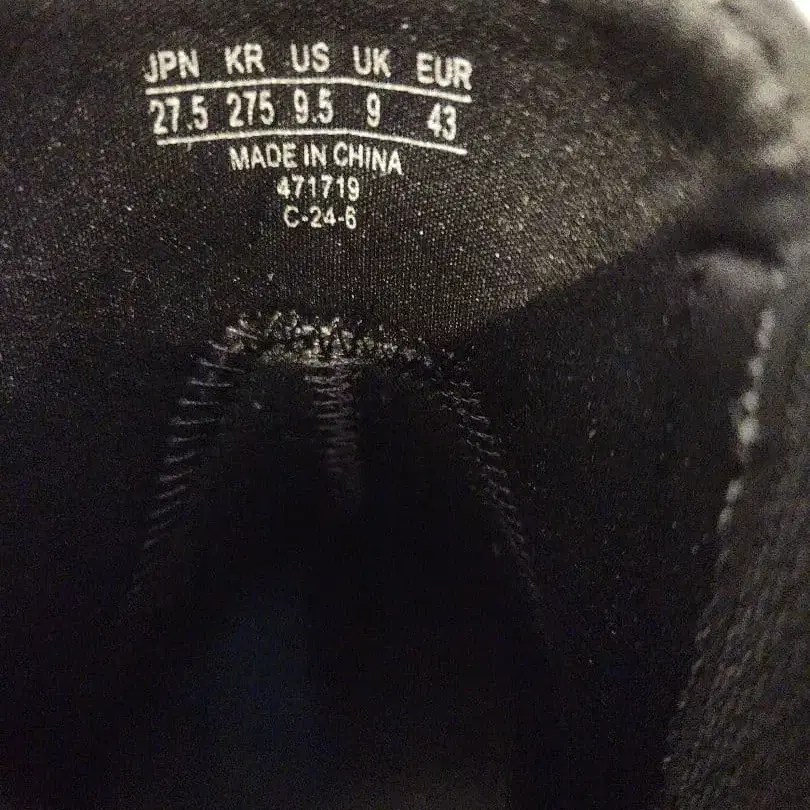 JPN KR US UK EUR
27.5 275 9.5 9 43
MADE IN CHINA
471719
C-24-6